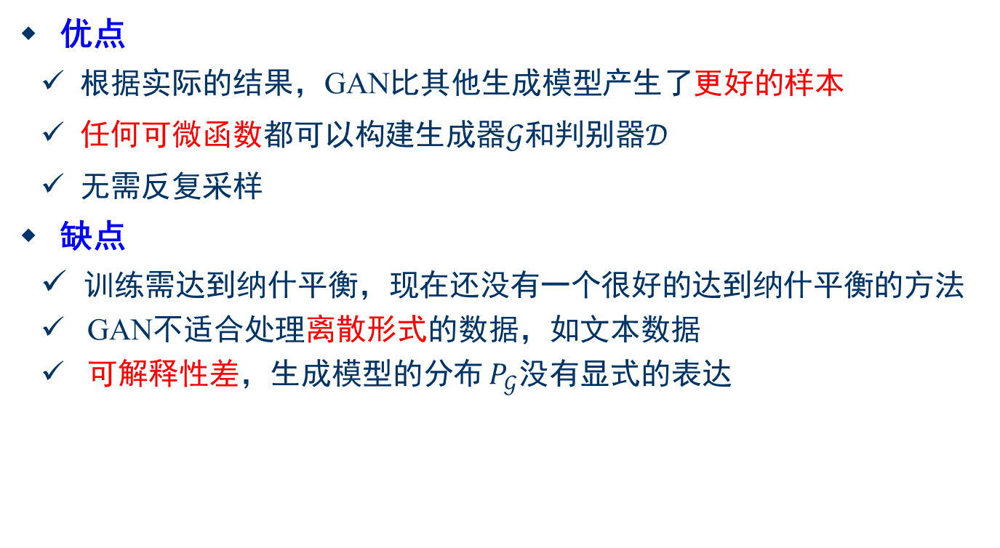 ◆ 优点
✓ 根据实际的结果，GAN比其他生成模型产生了更好的样本
✓ 任何可微函数都可以构建生成器𝒢和判别器𝒟
✓ 无需反复采样
◆ 缺点
✓ 训练需达到纳什平衡，现在还没有一个很好的达到纳什平衡的方法
✓ GAN不适合处理离散形式的数据，如文本数据
✓ 可解释性差，生成模型的分布 P𝒢没有显式的表达